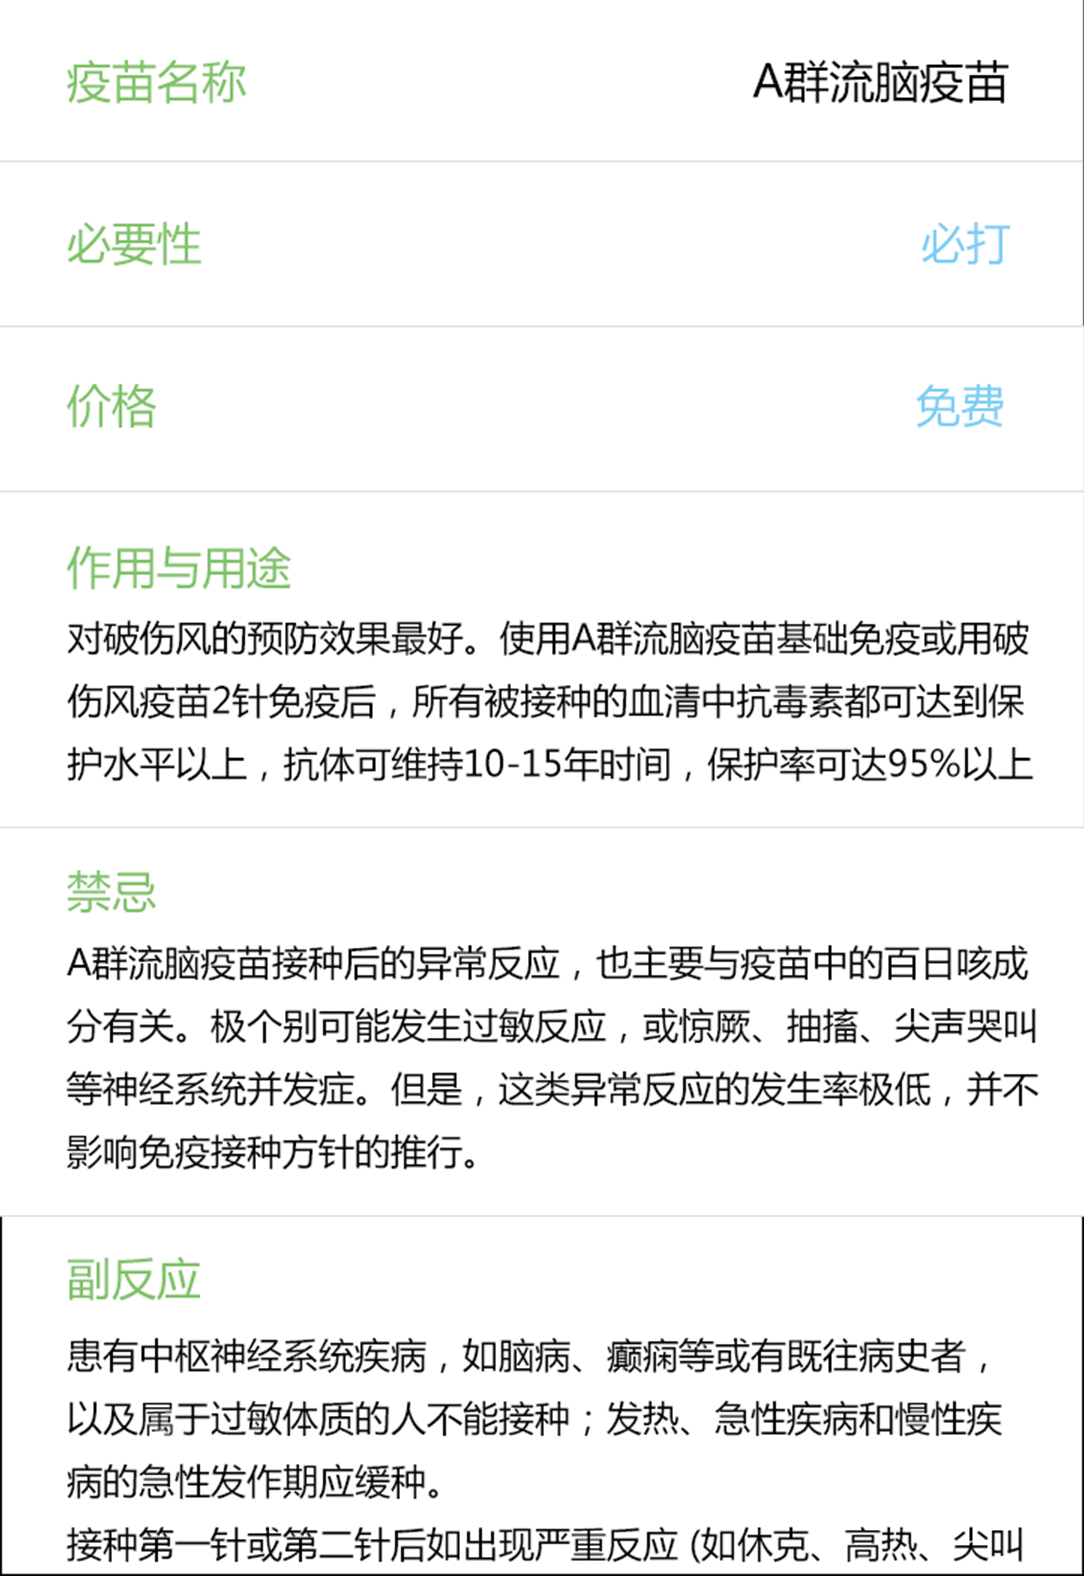 疫苗名称 A群流脑疫苗
必要性 必打
价格 免费
作用与用途
对破伤风的预防效果最好。使用A群流脑疫苗基础免疫或用破
伤风疫苗2针免疫后，所有被接种的血清中抗毒素都可达到保
护水平以上，抗体可维持10-15年时间，保护率可达95%以上
禁忌
A群流脑疫苗接种后的异常反应，也主要与疫苗中的百日咳成
分有关。极个别可能发生过敏反应，或惊厥、抽搐、尖声哭叫
等神经系统并发症。但是，这类异常反应的发生率极低，并不
影响免疫接种方针的推行。
副反应
患有中枢神经系统疾病，如脑病、癫痫等或有既往病史者，
以及属于过敏体质的人不能接种；发热、急性疾病和慢性疾
病的急性发作期应缓种。
接种第一针或第二针后如出现严重反应 (如休克、高热、尖叫